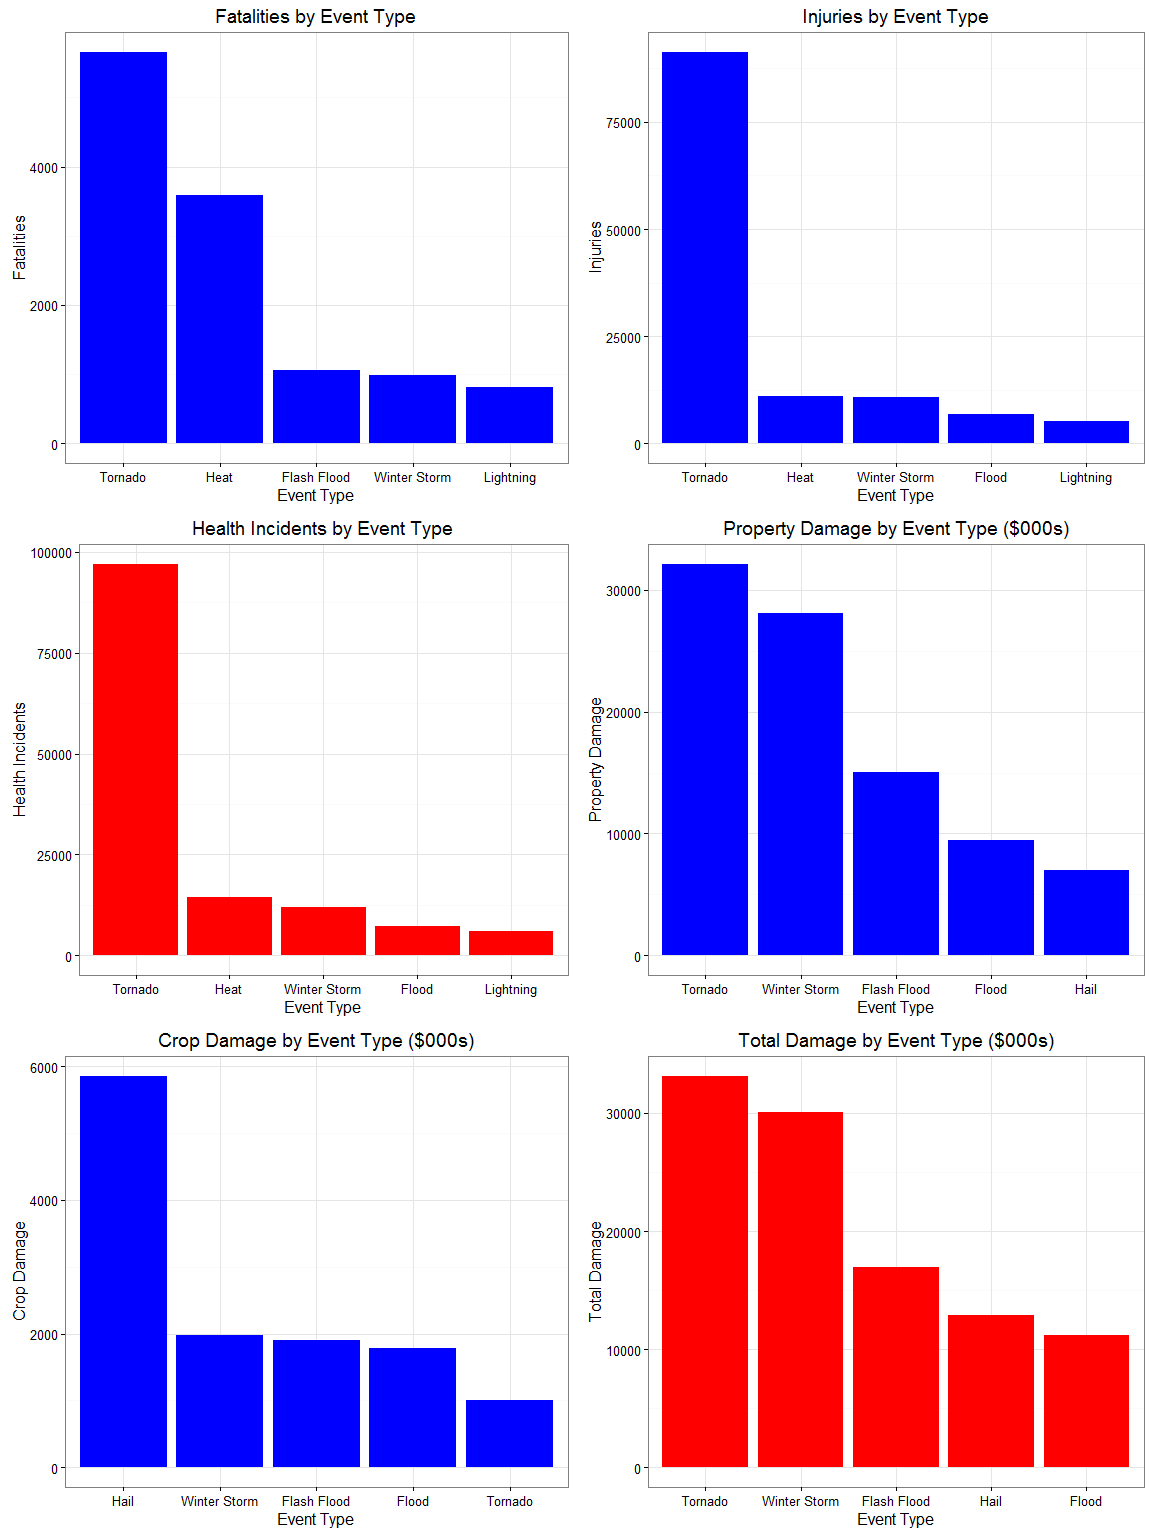 Fatalities by Event Type
4000
2000
0
Fatalities
Tornado Heat Flash Flood Winter Storm Lightning
Event Type
Injuries by Event Type
75000
50000
25000
0
Injuries
Tornado Heat Winter Storm Flood Lightning
Event Type
Health Incidents by Event Type
100000
75000
50000
25000
0
Health Incidents
Tornado Heat Winter Storm Flood Lightning
Event Type
Property Damage by Event Type ($000s)
30000
20000
10000
0
Property Damage
Tornado Winter Storm Flash Flood Flood Hail
Event Type
Crop Damage by Event Type ($000s)
6000
4000
2000
0
Crop Damage
Hail Winter Storm Flash Flood Flood Tornado
Event Type
Total Damage by Event Type ($000s)
30000
20000
10000
0
Total Damage
Tornado Winter Storm Flash Flood Hail Flood
Event Type